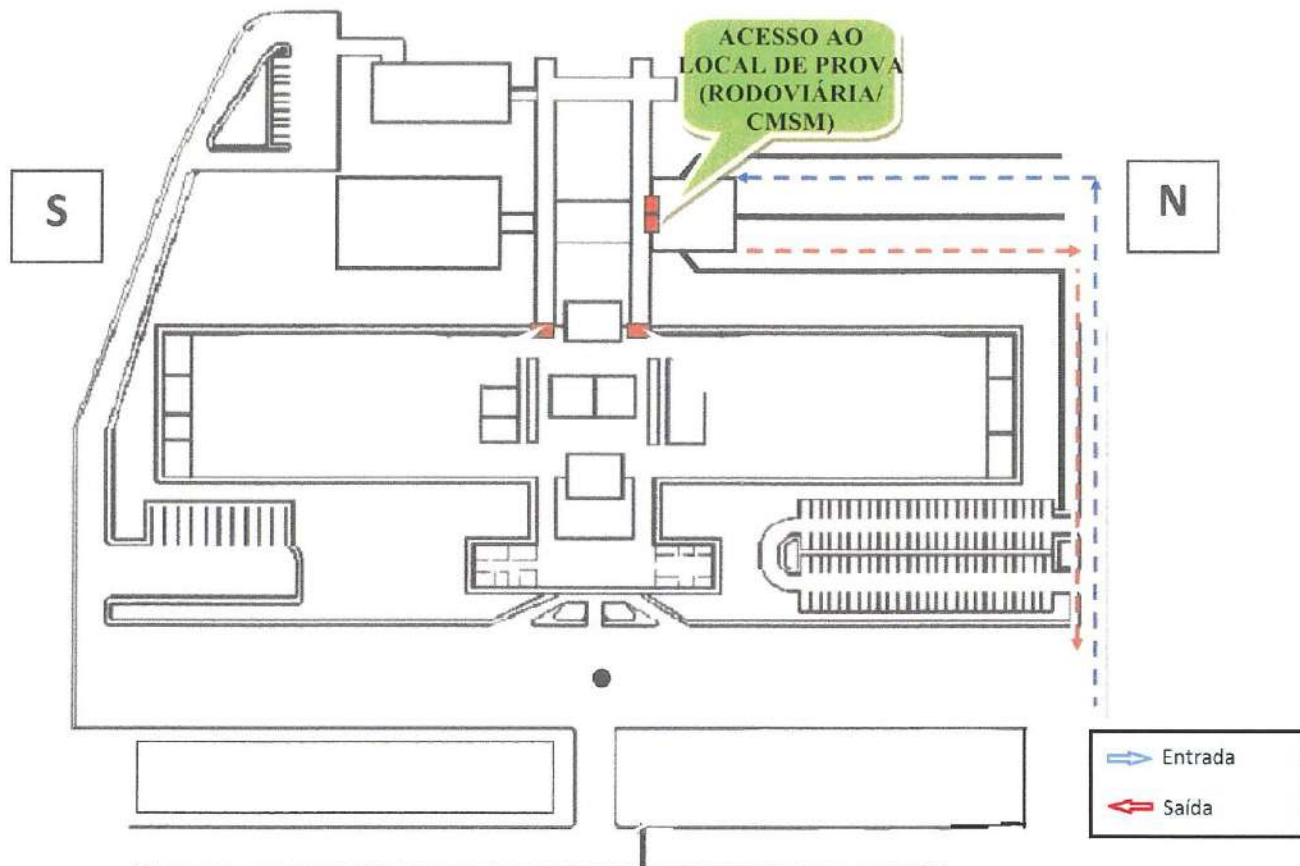 ACESSO AO
LOCAL DE PROVA
(RODOVIÁRIA/
CMSM)
S
N
Entrada
Saída